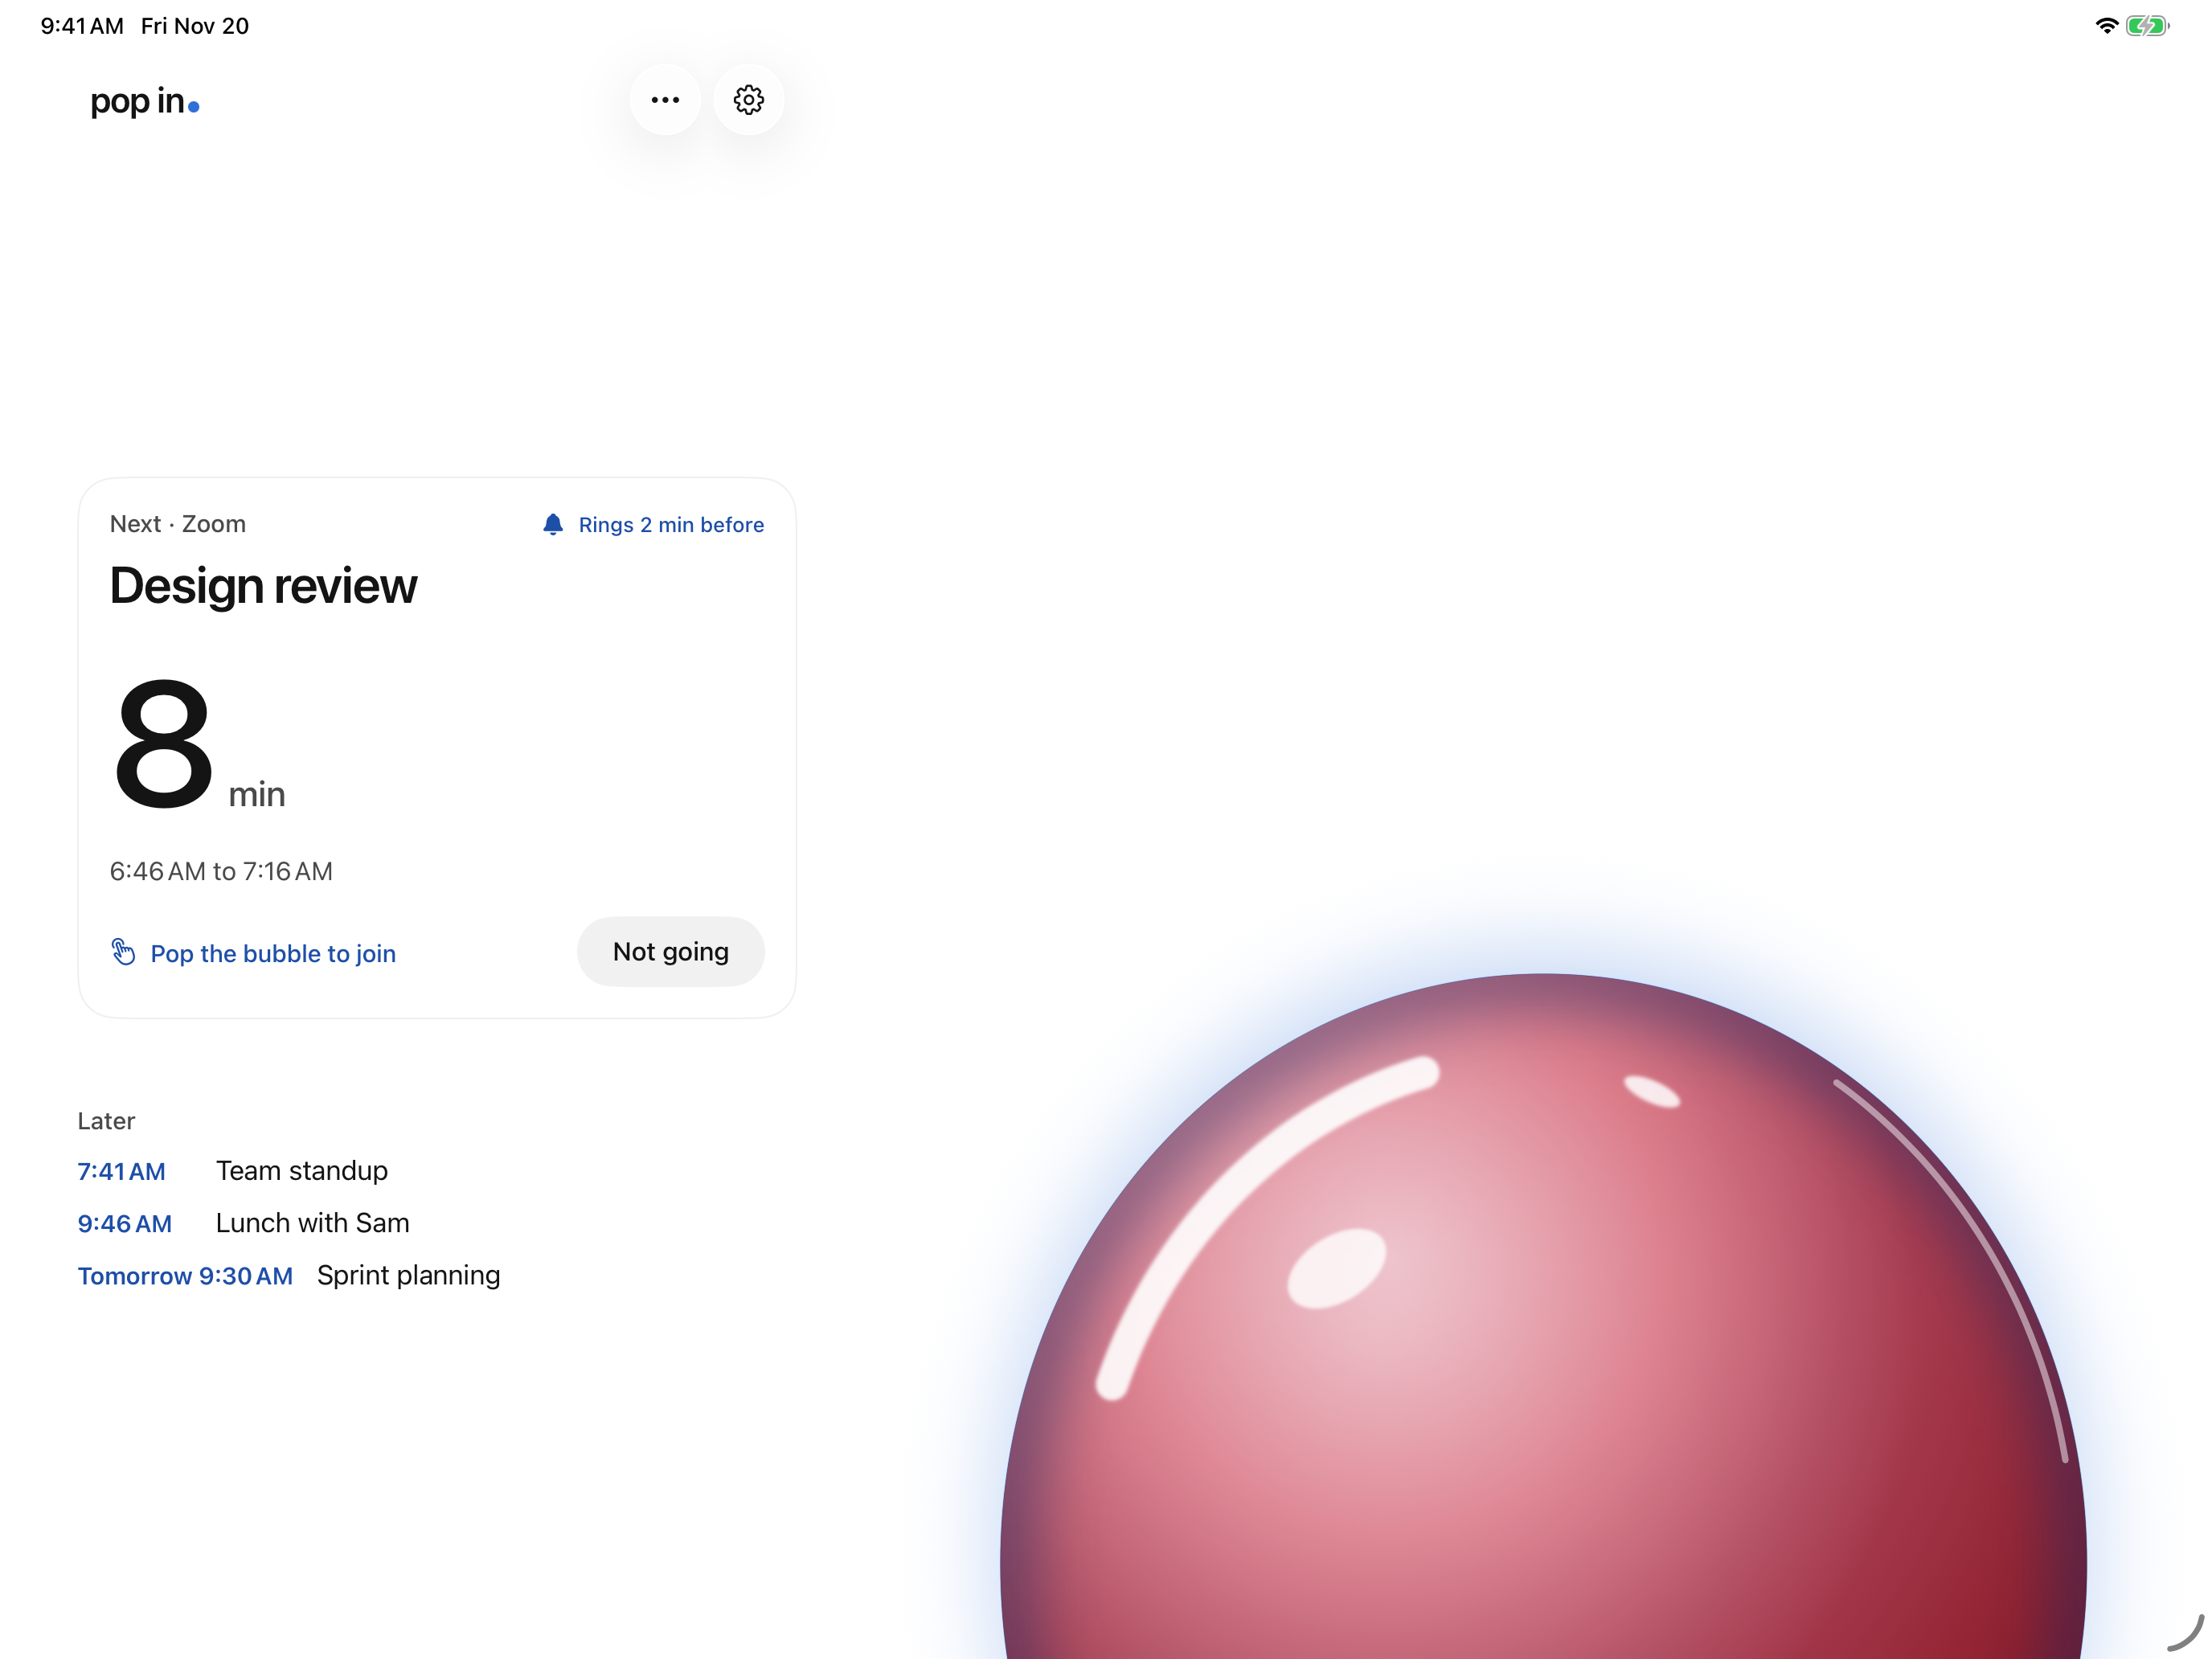 9:41 AM Fri Nov 20
pop in.
Next · Zoom
Rings 2 min before
Design review
8 min
6:46 AM to 7:16 AM
Pop the bubble to join
Not going
Later
7:41 AM Team standup
9:46 AM Lunch with Sam
Tomorrow 9:30 AM Sprint planning